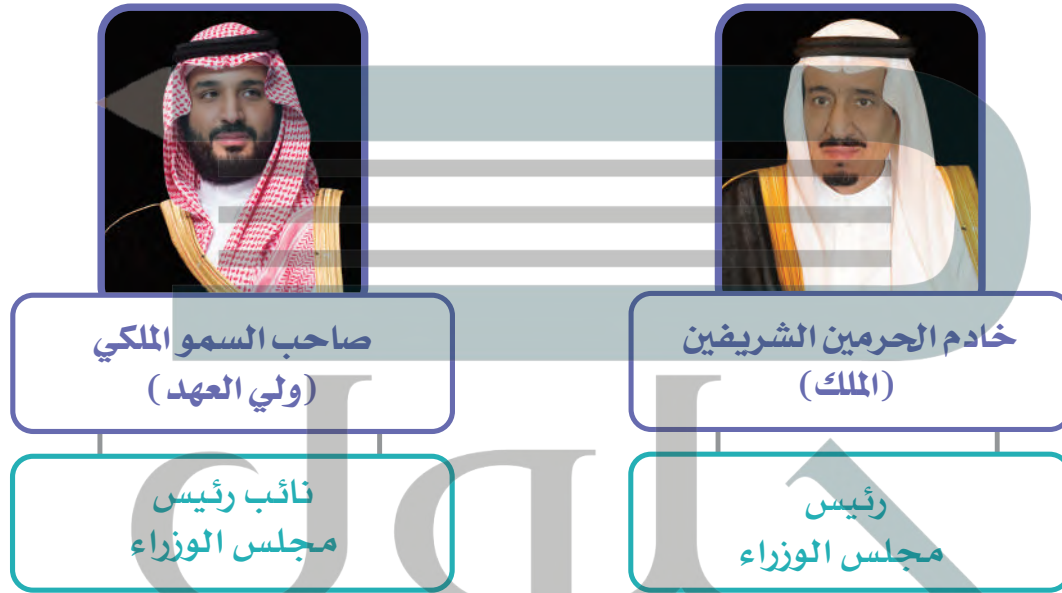 خادم الحرمين الشريفين
(الملك)
رئيس
مجلس الوزراء
صاحب السمو الملكي
(ولي العهد)
نائب رئيس
مجلس الوزراء